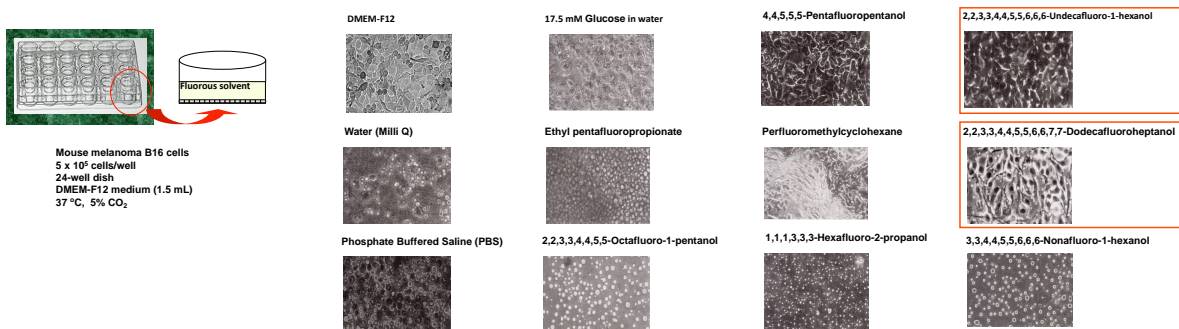 DMEM-F12
17.5 mM Glucose in water
4,4,5,5,5-Pentafluoropentanol
2,2,3,3,4,4,5,5,6,6,6-Undecafluoro-1-hexanol
Fluorous solvent
Water (Milli Q)
Ethyl pentafluoropropionate
Perfluoromethylcyclohexane
2,2,3,3,4,4,5,5,6,6,7,7-Dodecafluoroheptanol
Mouse melanoma B16 cells
5 x 10⁵ cells/well
24-well dish
DMEM-F12 medium (1.5 mL)
37 °C, 5% CO₂
Phosphate Buffered Saline (PBS)
2,2,3,3,4,4,5,5-Octafluoro-1-pentanol
1,1,1,3,3,3-Hexafluoro-2-propanol
3,3,4,4,5,5,6,6,6-Nonafluoro-1-hexanol